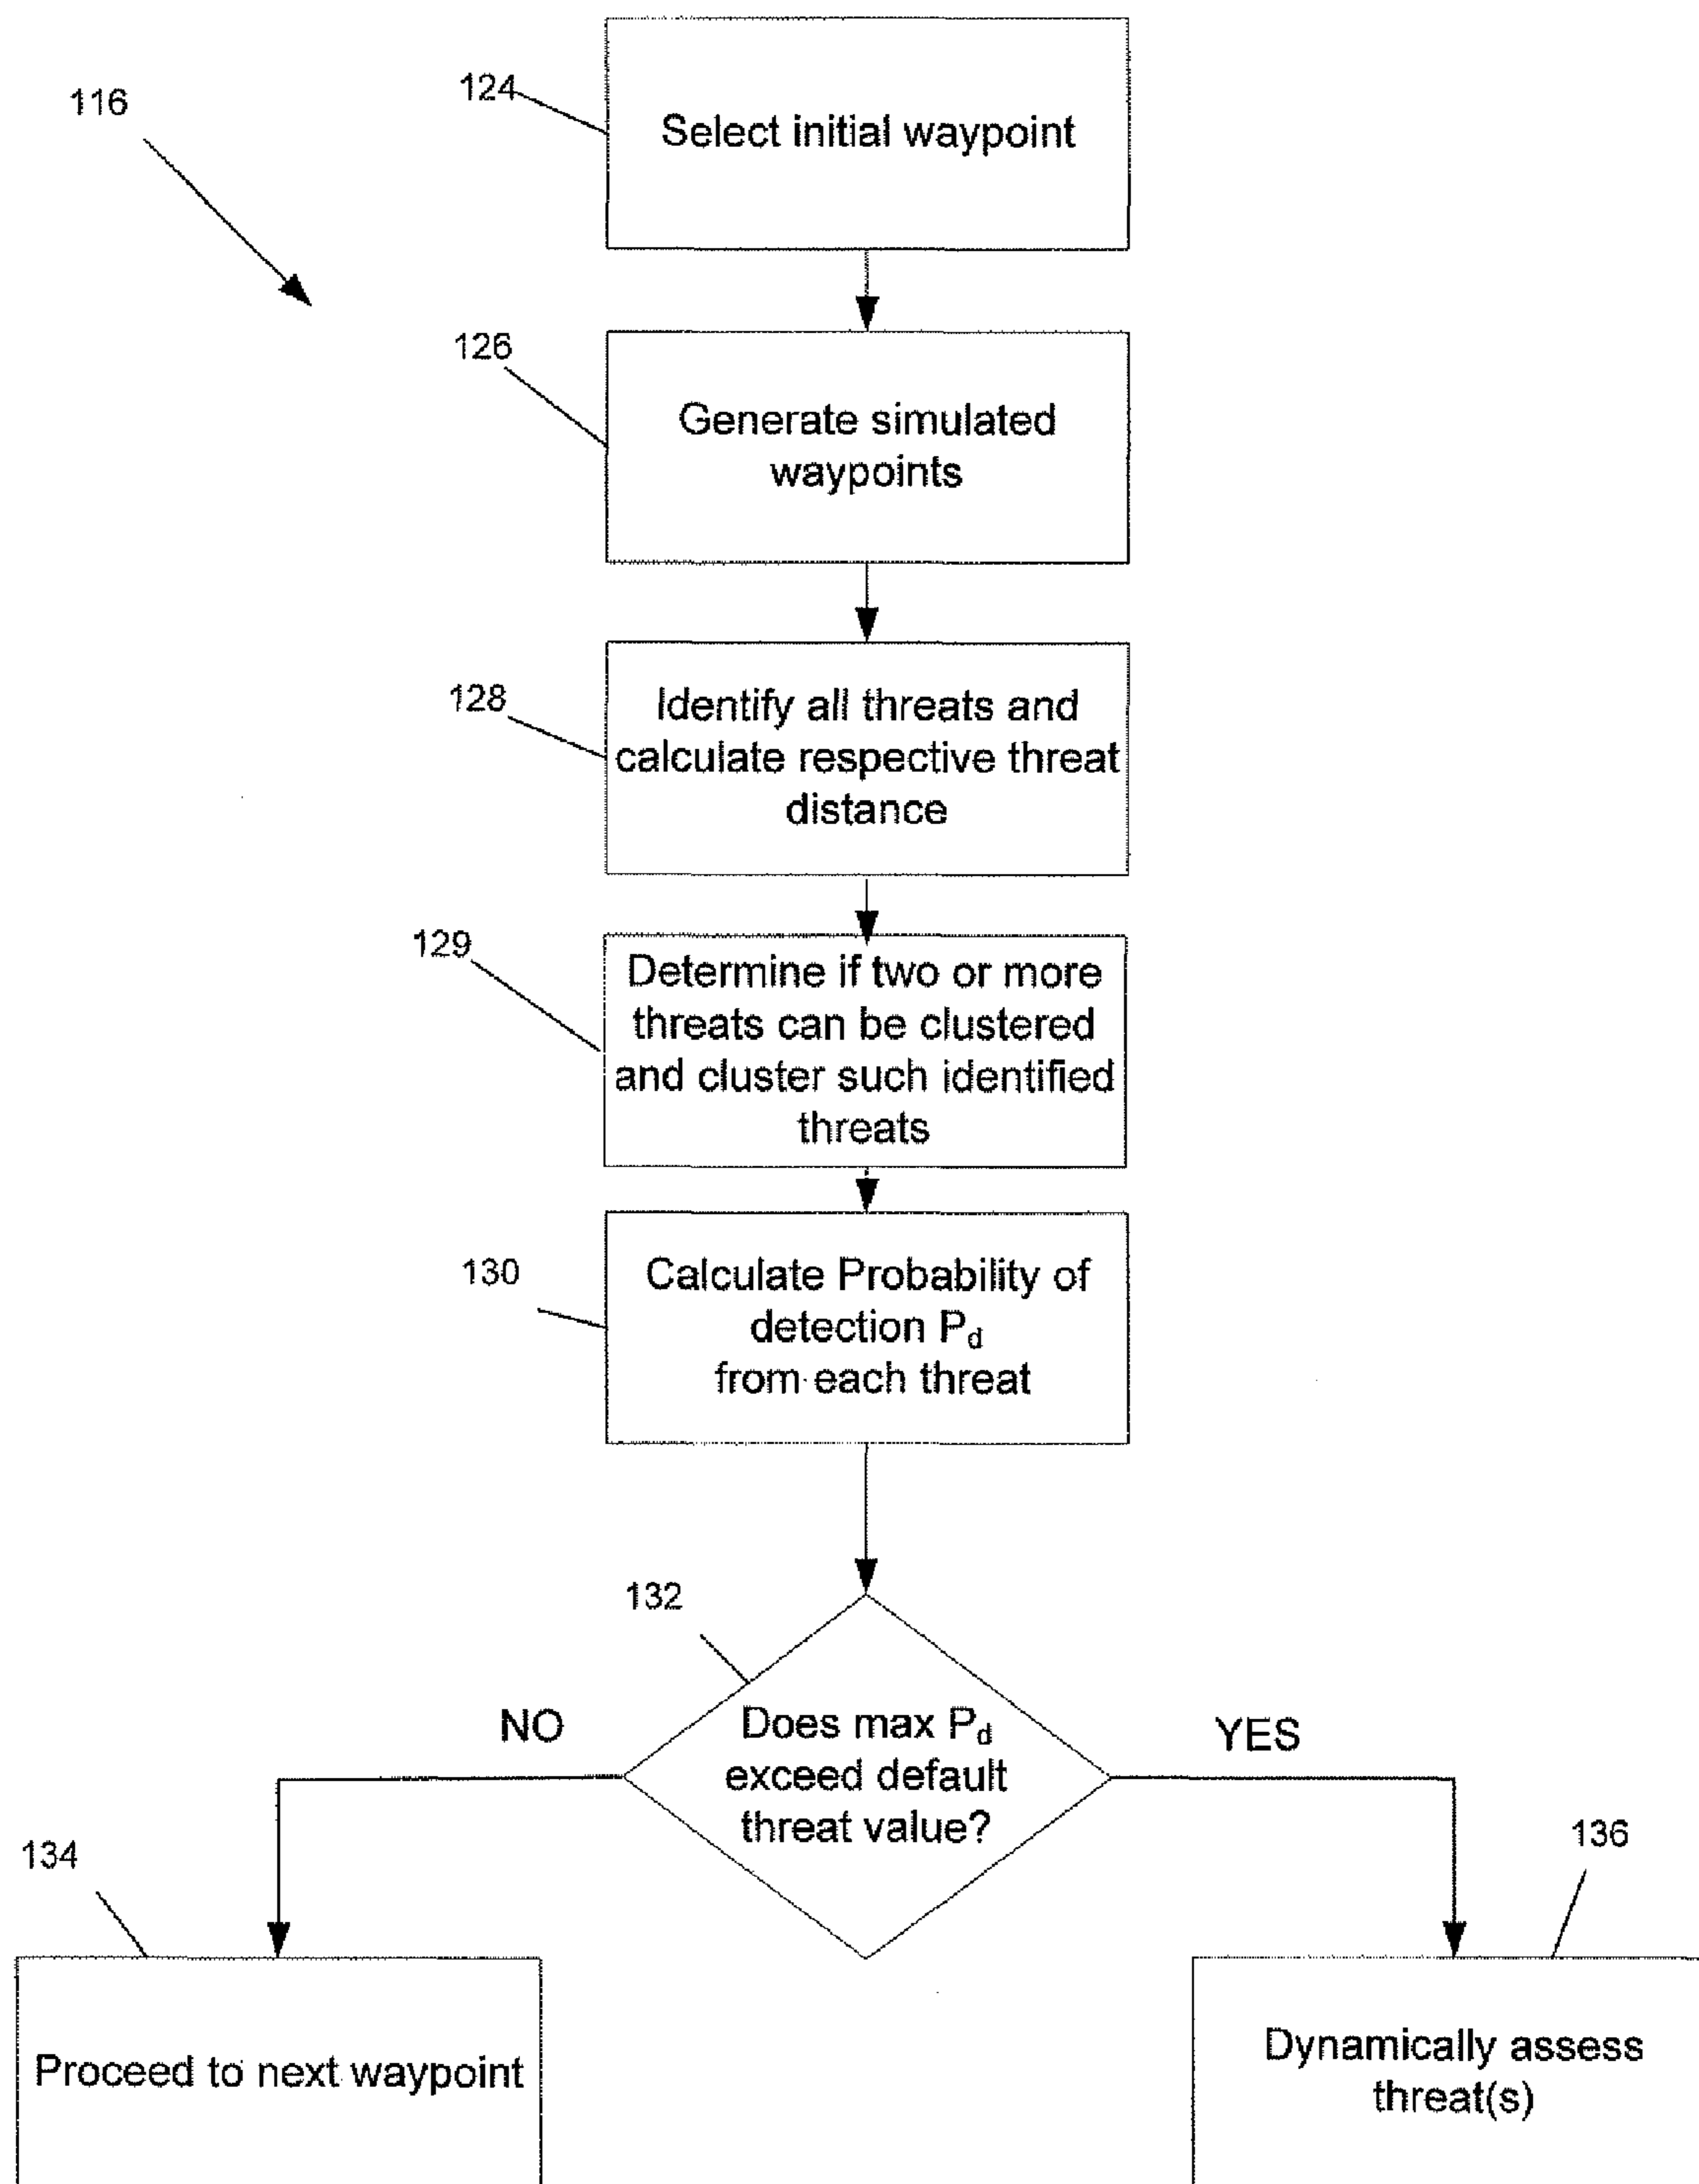 116
124
Select initial waypoint
126
Generate simulated
waypoints
128
Identify all threats and
calculate respective threat
distance
129
Determine if two or more
threats can be clustered
and cluster such identified
threats
130
Calculate Probability of
detection Pd
from each threat
132
Does max Pd
exceed default
threat value?
NO
YES
134
Proceed to next waypoint
136
Dynamically assess
threat(s)